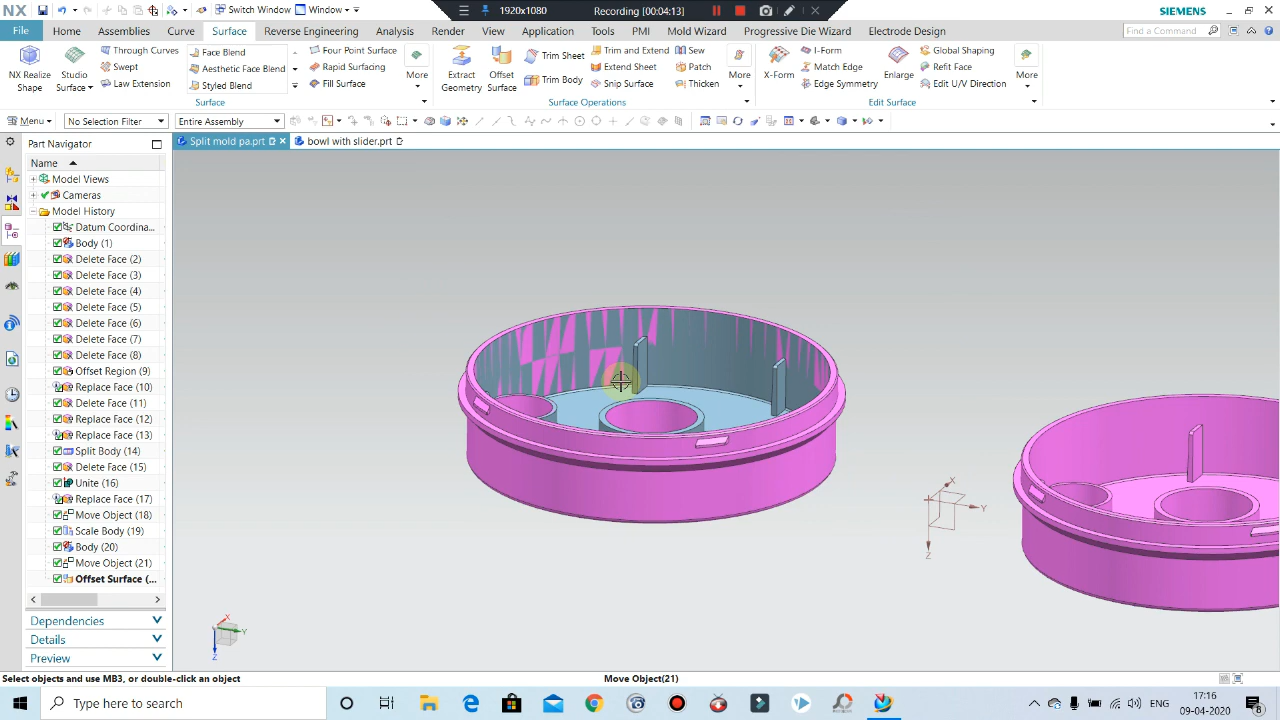 NX
Switch Window
Window
1920x1080
Recording [00:04:13]
SIEMENS
File
Home
Assemblies
Curve
Surface
Reverse Engineering
Analysis
Render
View
Application
Tools
PMI
Mold Wizard
Progressive Die Wizard
Electrode Design
Find a Command
NX Realize Shape
Studio Surface
Through Curves
Swept
Law Extension
Face Blend
Aesthetic Face Blend
Styled Blend
Four Point Surface
Rapid Surfacing
Fill Surface
More
Surface
Extract Geometry
Offset Surface
Trim Sheet
Trim Body
Trim and Extend
Extend Sheet
Snip Surface
Sew
Patch
Thicken
More
Surface Operations
X-Form
I-Form
Match Edge
Edge Symmetry
Enlarge
Global Shaping
Refit Face
Edit U/V Direction
More
Edit Surface
Menu
No Selection Filter
Entire Assembly
Part Navigator
Split mold pa.prt
bowl with slider.prt
Name
Model Views
Cameras
Model History
Datum Coordina...
Body (1)
Delete Face (2)
Delete Face (3)
Delete Face (4)
Delete Face (5)
Delete Face (6)
Delete Face (7)
Delete Face (8)
Offset Region (9)
Replace Face (10)
Delete Face (11)
Replace Face (12)
Replace Face (13)
Split Body (14)
Delete Face (15)
Unite (16)
Replace Face (17)
Move Object (18)
Scale Body (19)
Body (20)
Move Object (21)
Offset Surface (...
Dependencies
Details
Preview
X
Y
Z
X
Y
Z
Select objects and use MB3, or double-click an object
Move Object(21)
Type here to search
ENG
17:16
09-04-2020